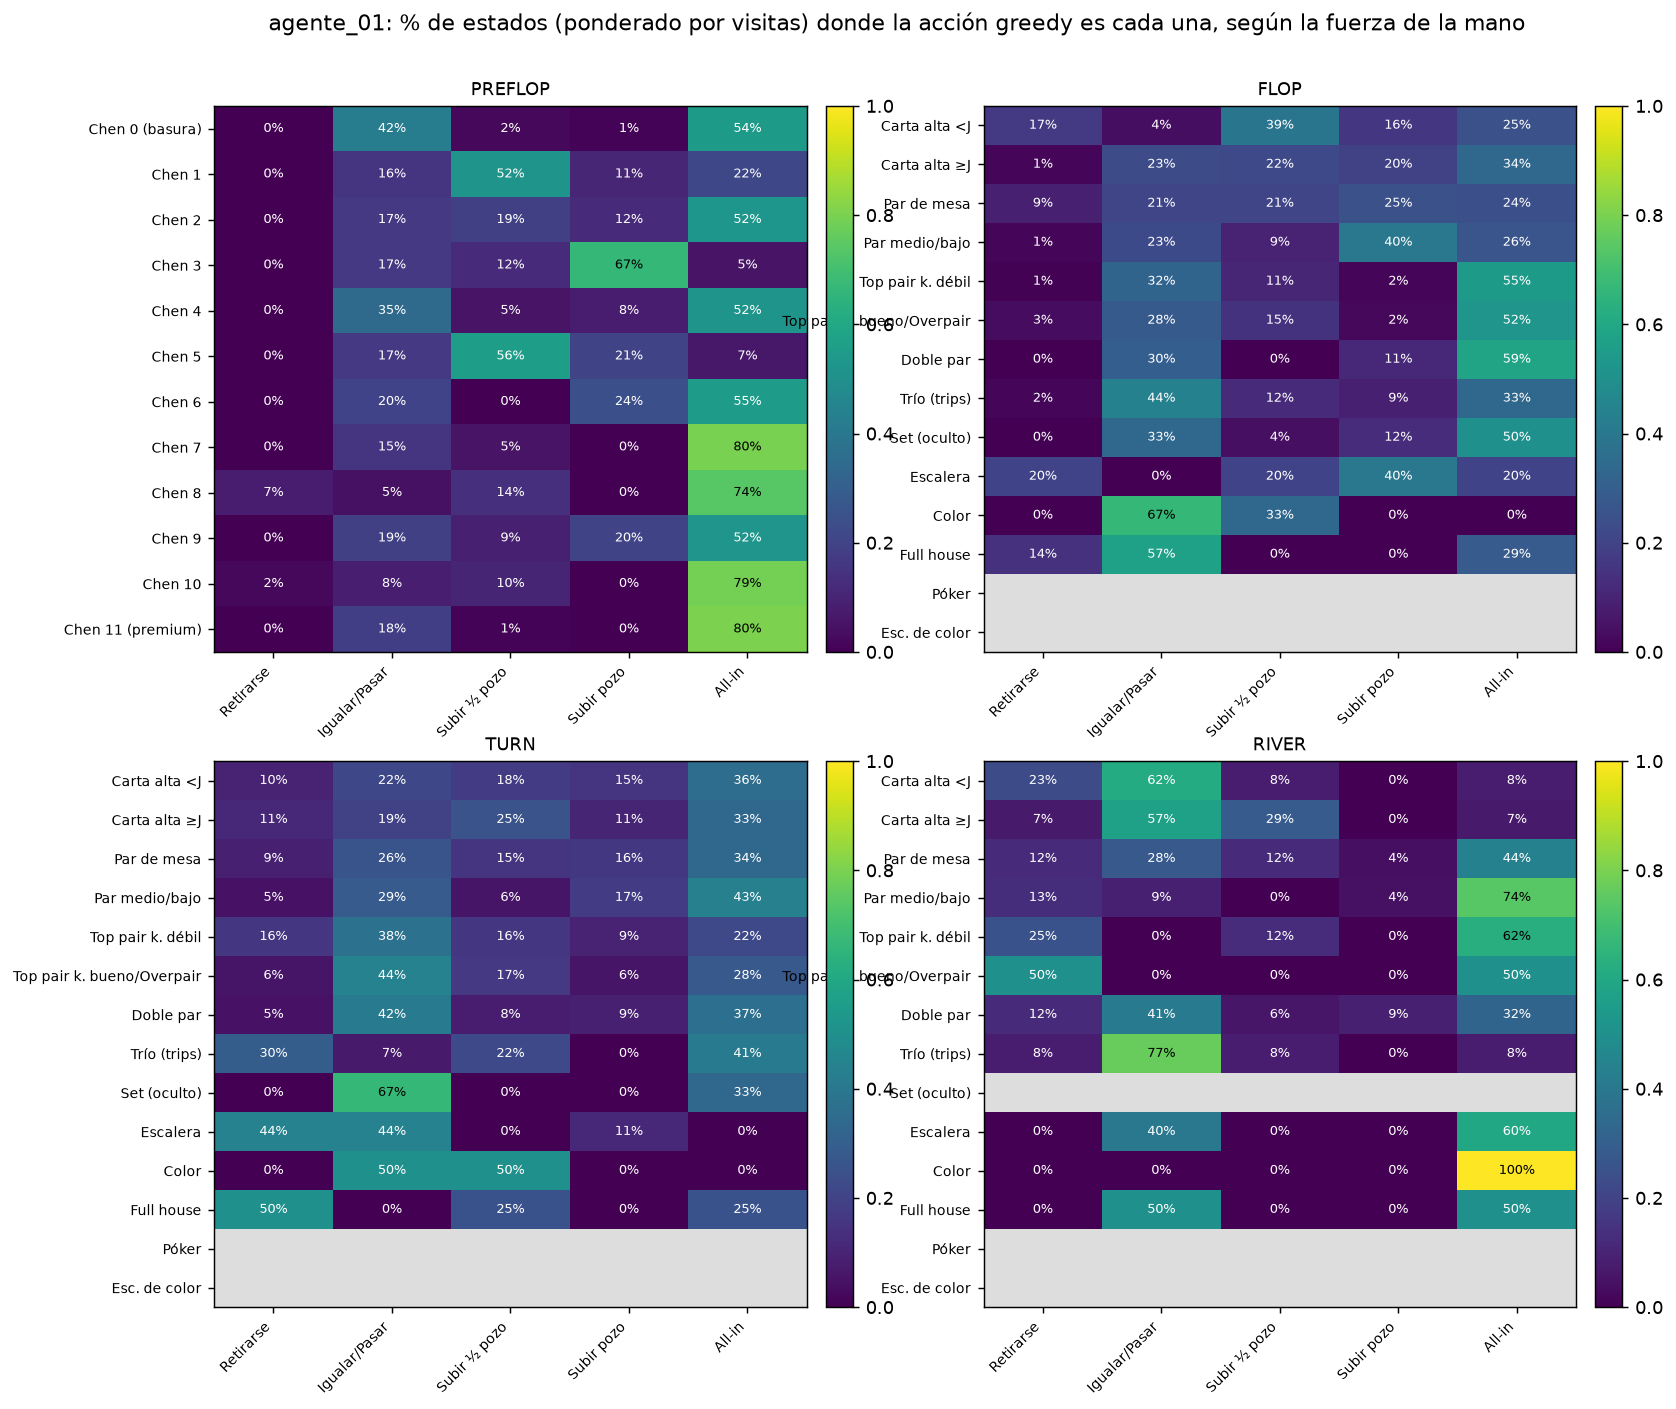 agente_01: % de estados (ponderado por visitas) donde la acción greedy es cada una, según la fuerza de la mano
PREFLOP
Chen 0 (basura) 0% 42% 2% 1% 54%
Chen 1 0% 16% 52% 11% 22%
Chen 2 0% 17% 19% 12% 52%
Chen 3 0% 17% 12% 67% 5%
Chen 4 0% 35% 5% 8% 52%
Chen 5 0% 17% 56% 21% 7%
Chen 6 0% 20% 0% 24% 55%
Chen 7 0% 15% 5% 0% 80%
Chen 8 7% 5% 14% 0% 74%
Chen 9 0% 19% 9% 20% 52%
Chen 10 2% 8% 10% 0% 79%
Chen 11 (premium) 0% 18% 1% 0% 80%
Retirarse Igualar/Pasar Subir ½ pozo Subir pozo All-in
1.0
0.8
0.6
0.4
0.2
0.0
FLOP
Carta alta <J 17% 4% 39% 16% 25%
Carta alta ≥J 1% 23% 22% 20% 34%
Par de mesa 9% 21% 21% 25% 24%
Par medio/bajo 1% 23% 9% 40% 26%
Top pair k. débil 1% 32% 11% 2% 55%
Top pa bueno/Overpair 3% 28% 15% 2% 52%
Doble par 0% 30% 0% 11% 59%
Trío (trips) 2% 44% 12% 9% 33%
Set (oculto) 0% 33% 4% 12% 50%
Escalera 20% 0% 20% 40% 20%
Color 0% 67% 33% 0% 0%
Full house 14% 57% 0% 0% 29%
Póker
Esc. de color
Retirarse Igualar/Pasar Subir ½ pozo Subir pozo All-in
1.0
0.8
0.6
0.4
0.2
0.0
TURN
Carta alta <J 10% 22% 18% 15% 36%
Carta alta ≥J 11% 19% 25% 11% 33%
Par de mesa 9% 26% 15% 16% 34%
Par medio/bajo 5% 29% 6% 17% 43%
Top pair k. débil 16% 38% 16% 9% 22%
Top pair k. bueno/Overpair 6% 44% 17% 6% 28%
Doble par 5% 42% 8% 9% 37%
Trío (trips) 30% 7% 22% 0% 41%
Set (oculto) 0% 67% 0% 0% 33%
Escalera 44% 44% 0% 11% 0%
Color 0% 50% 50% 0% 0%
Full house 50% 0% 25% 0% 25%
Póker
Esc. de color
Retirarse Igualar/Pasar Subir ½ pozo Subir pozo All-in
1.0
0.8
0.6
0.4
0.2
0.0
RIVER
Carta alta <J 23% 62% 8% 0% 8%
Carta alta ≥J 7% 57% 29% 0% 7%
Par de mesa 12% 28% 12% 4% 44%
Par medio/bajo 13% 9% 0% 4% 74%
Top pair k. débil 25% 0% 12% 0% 62%
Top pa bueno/Overpair 50% 0% 0% 0% 50%
Doble par 12% 41% 6% 9% 32%
Trío (trips) 8% 77% 8% 0% 8%
Set (oculto)
Escalera 0% 40% 0% 0% 60%
Color 0% 0% 0% 0% 100%
Full house 0% 50% 0% 0% 50%
Póker
Esc. de color
Retirarse Igualar/Pasar Subir ½ pozo Subir pozo All-in
1.0
0.8
0.6
0.4
0.2
0.0